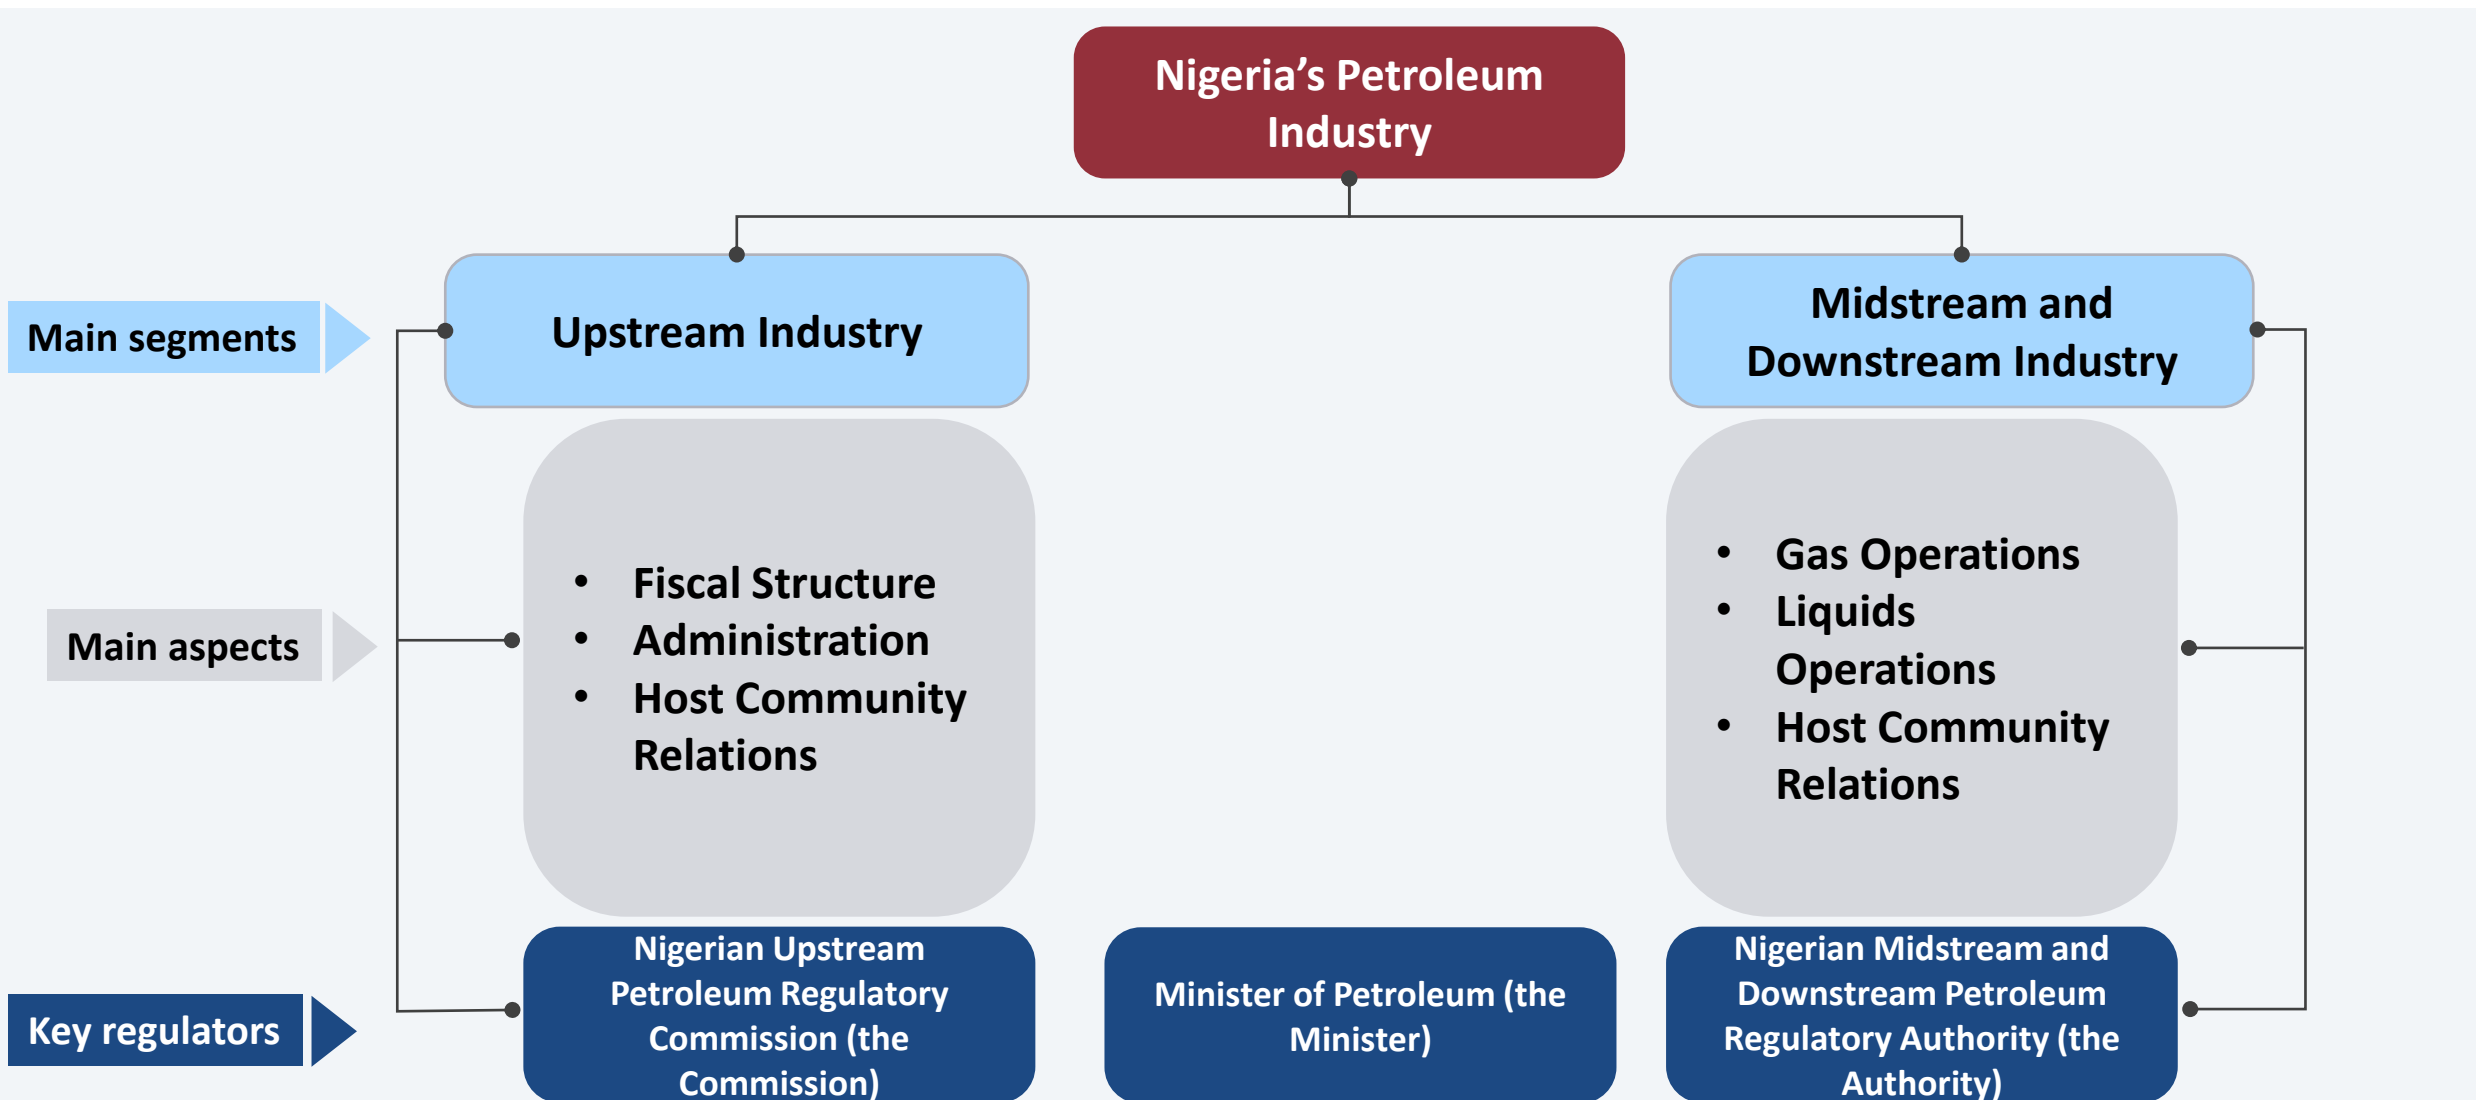 Nigeria’s Petroleum
Industry
Main segments
Upstream Industry
Midstream and
Downstream Industry
Main aspects
• Fiscal Structure
• Administration
• Host Community
Relations
• Gas Operations
• Liquids
Operations
• Host Community
Relations
Key regulators
Nigerian Upstream
Petroleum Regulatory
Commission (the
Commission)
Minister of Petroleum (the
Minister)
Nigerian Midstream and
Downstream Petroleum
Regulatory Authority (the
Authority)